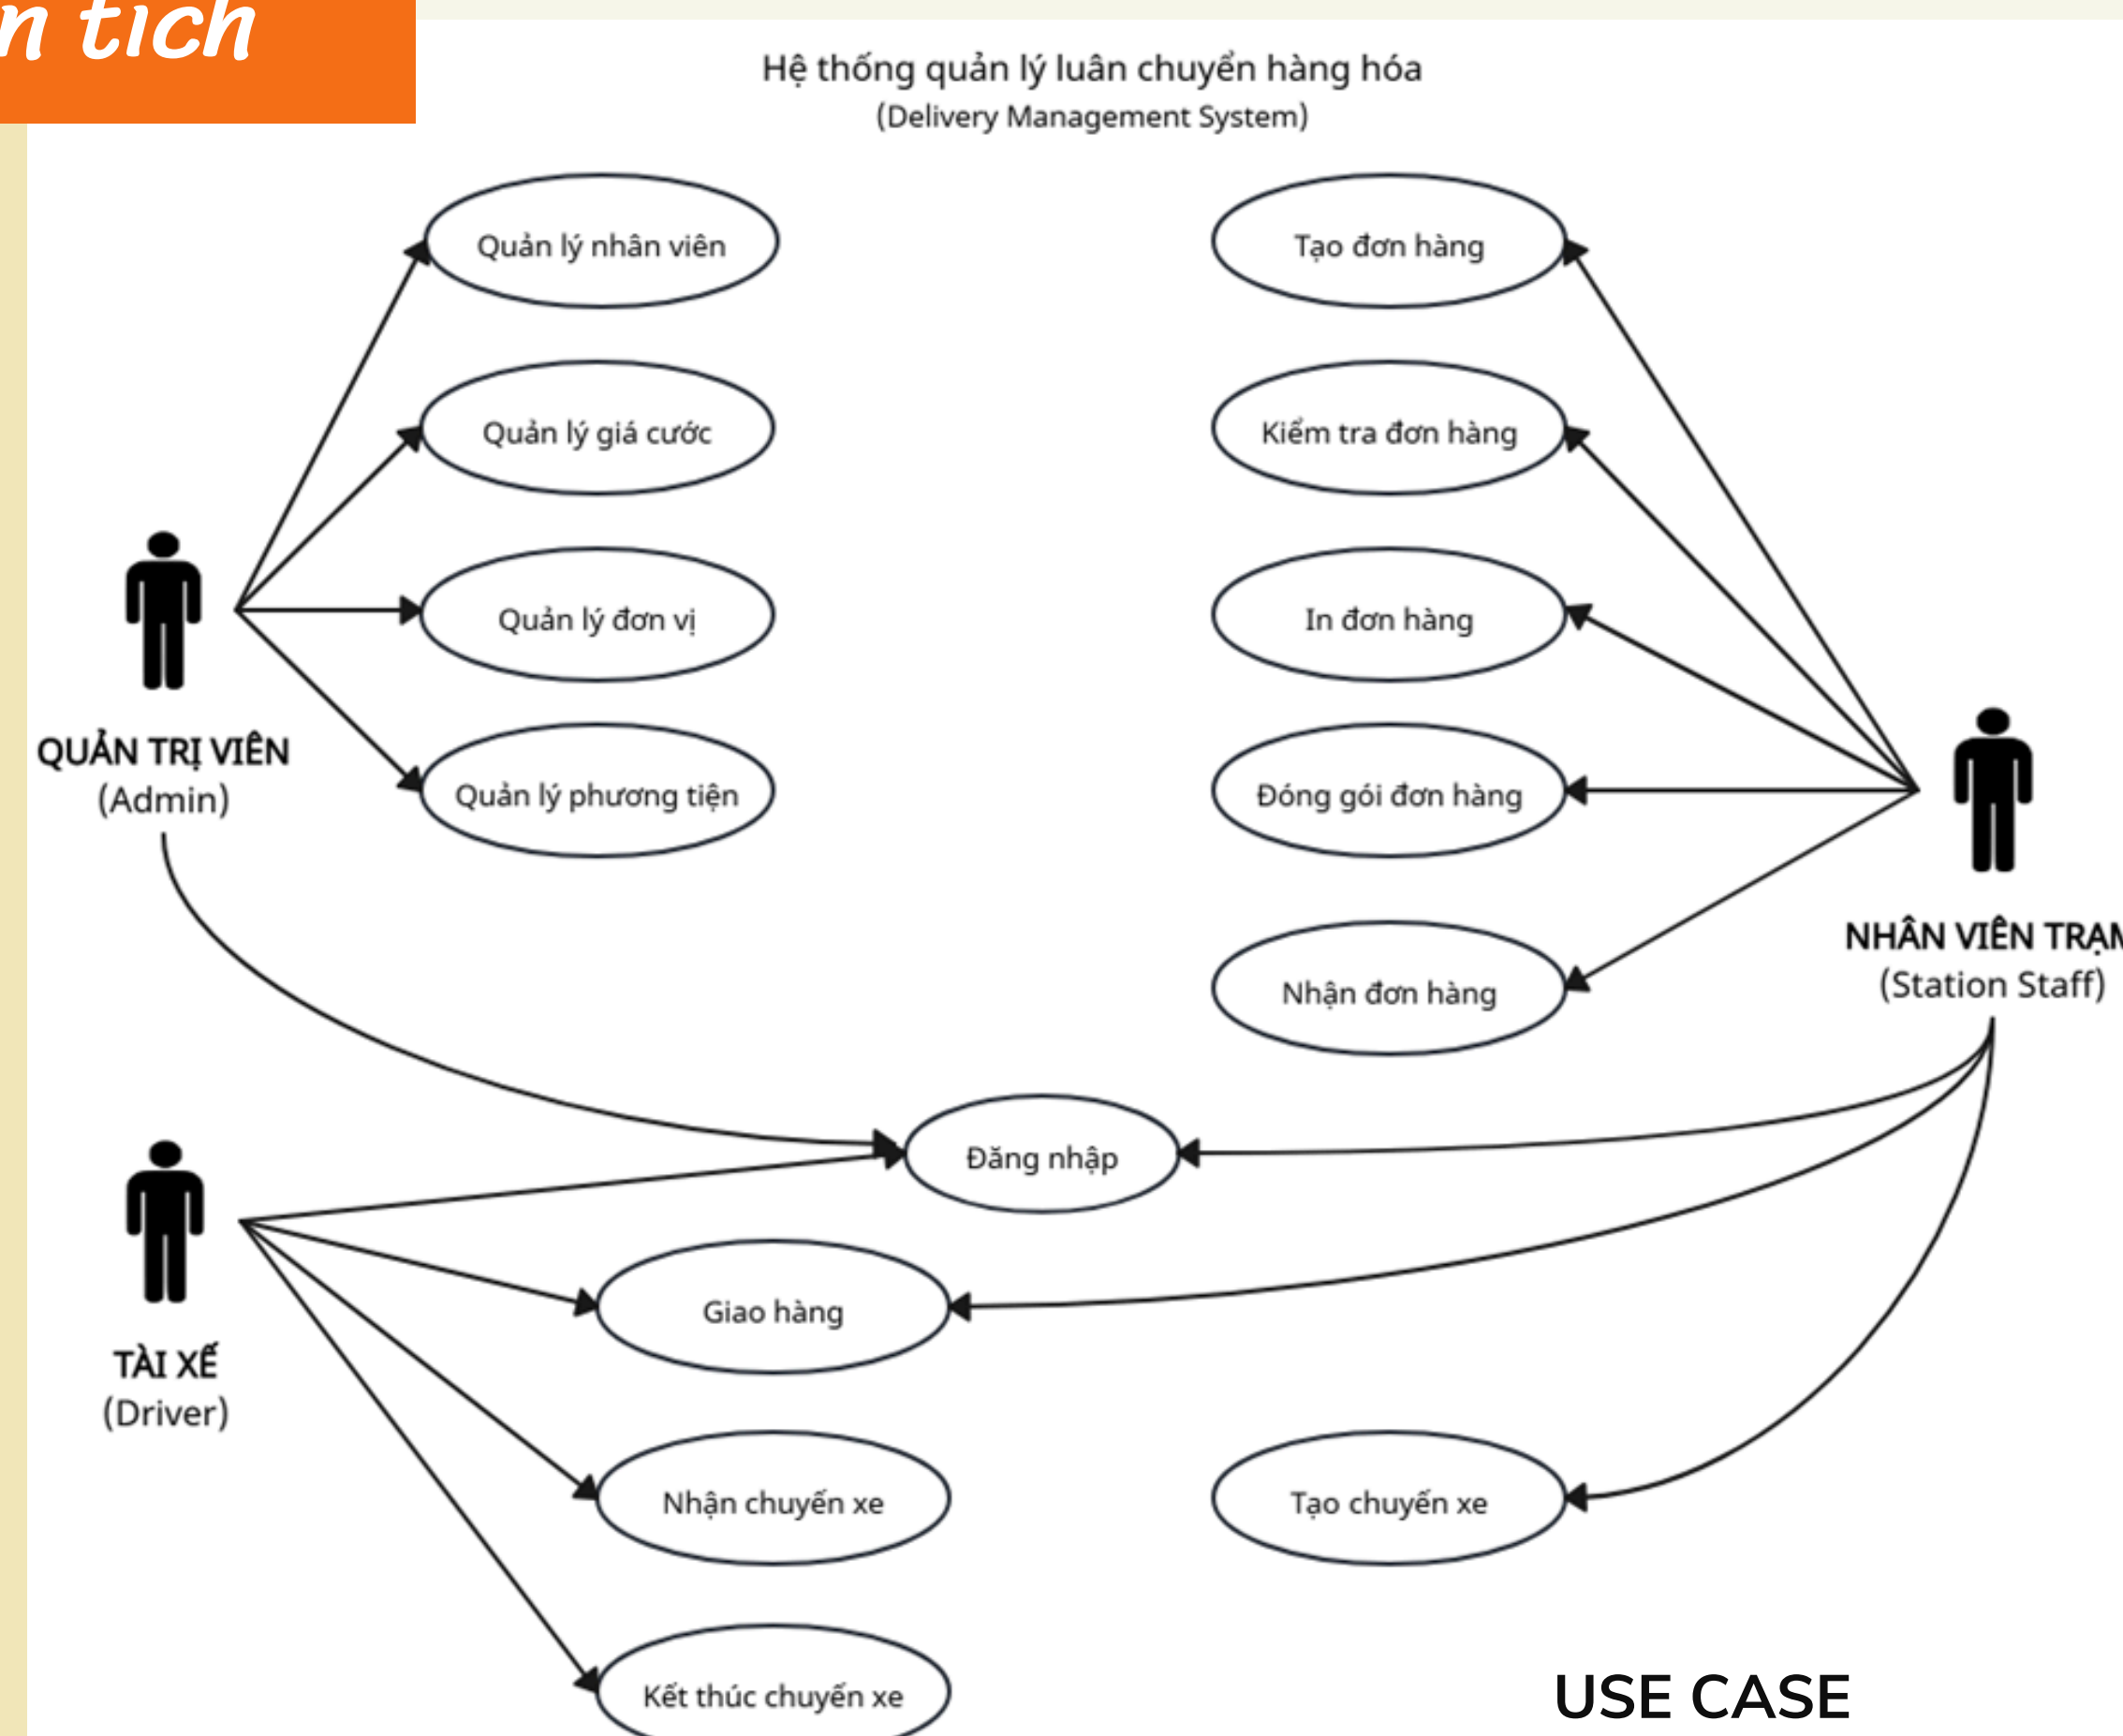 n tích
Hệ thống quản lý luân chuyển hàng hóa
(Delivery Management System)
Quản lý nhân viên
Tạo đơn hàng
Quản lý giá cước
Kiểm tra đơn hàng
Quản lý đơn vị
In đơn hàng
QUẢN TRỊ VIÊN
(Admin)
Quản lý phương tiện
Đóng gói đơn hàng
NHÂN VIÊN TRẠM
(Station Staff)
Nhận đơn hàng
Đăng nhập
Giao hàng
TÀI XẾ
(Driver)
Nhận chuyến xe
Tạo chuyến xe
Kết thúc chuyến xe
USE CASE